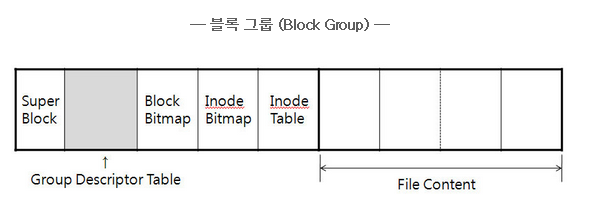 — 블록 그룹 (Block Group) —
Super
Block
Block
Bitmap
Inode
Bitmap
Inode
Table
↑
Group Descriptor Table
File Content